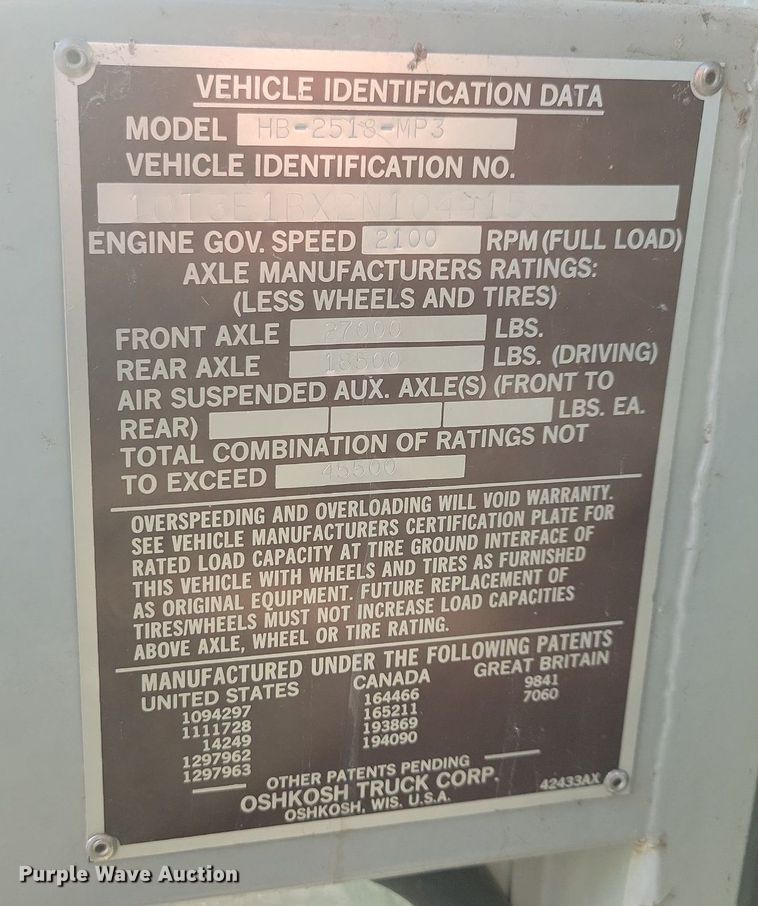 VEHICLE IDENTIFICATION DATA
MODEL HB-2518-MP3
VEHICLE IDENTIFICATION NO.
ENGINE GOV. SPEED 2100 RPM (FULL LOAD)
AXLE MANUFACTURERS RATINGS:
(LESS WHEELS AND TIRES)
FRONT AXLE 27000 LBS.
REAR AXLE 18500 LBS. (DRIVING)
AIR SUSPENDED AUX. AXLE(S) (FRONT TO
REAR) LBS. EA.
TOTAL COMBINATION OF RATINGS NOT
TO EXCEED 45500
OVERSPEEDING AND OVERLOADING WILL VOID WARRANTY.
SEE VEHICLE MANUFACTURERS CERTIFICATION PLATE FOR
RATED LOAD CAPACITY AT TIRE GROUND INTERFACE OF
THIS VEHICLE WITH WHEELS AND TIRES AS FURNISHED
AS ORIGINAL EQUIPMENT. FUTURE REPLACEMENT OF
TIRES/WHEELS MUST NOT INCREASE LOAD CAPACITIES
ABOVE AXLE, WHEEL OR TIRE RATING.
MANUFACTURED UNDER THE FOLLOWING PATENTS
UNITED STATES CANADA GREAT BRITAIN
1094297 164466 9841
1111728 165211 7060
14249 193869
1297962 194090
1297963
OTHER PATENTS PENDING
OSHKOSH TRUCK CORP.
OSHKOSH, WIS. U.S.A.
42433AX
Purple Wave Auction